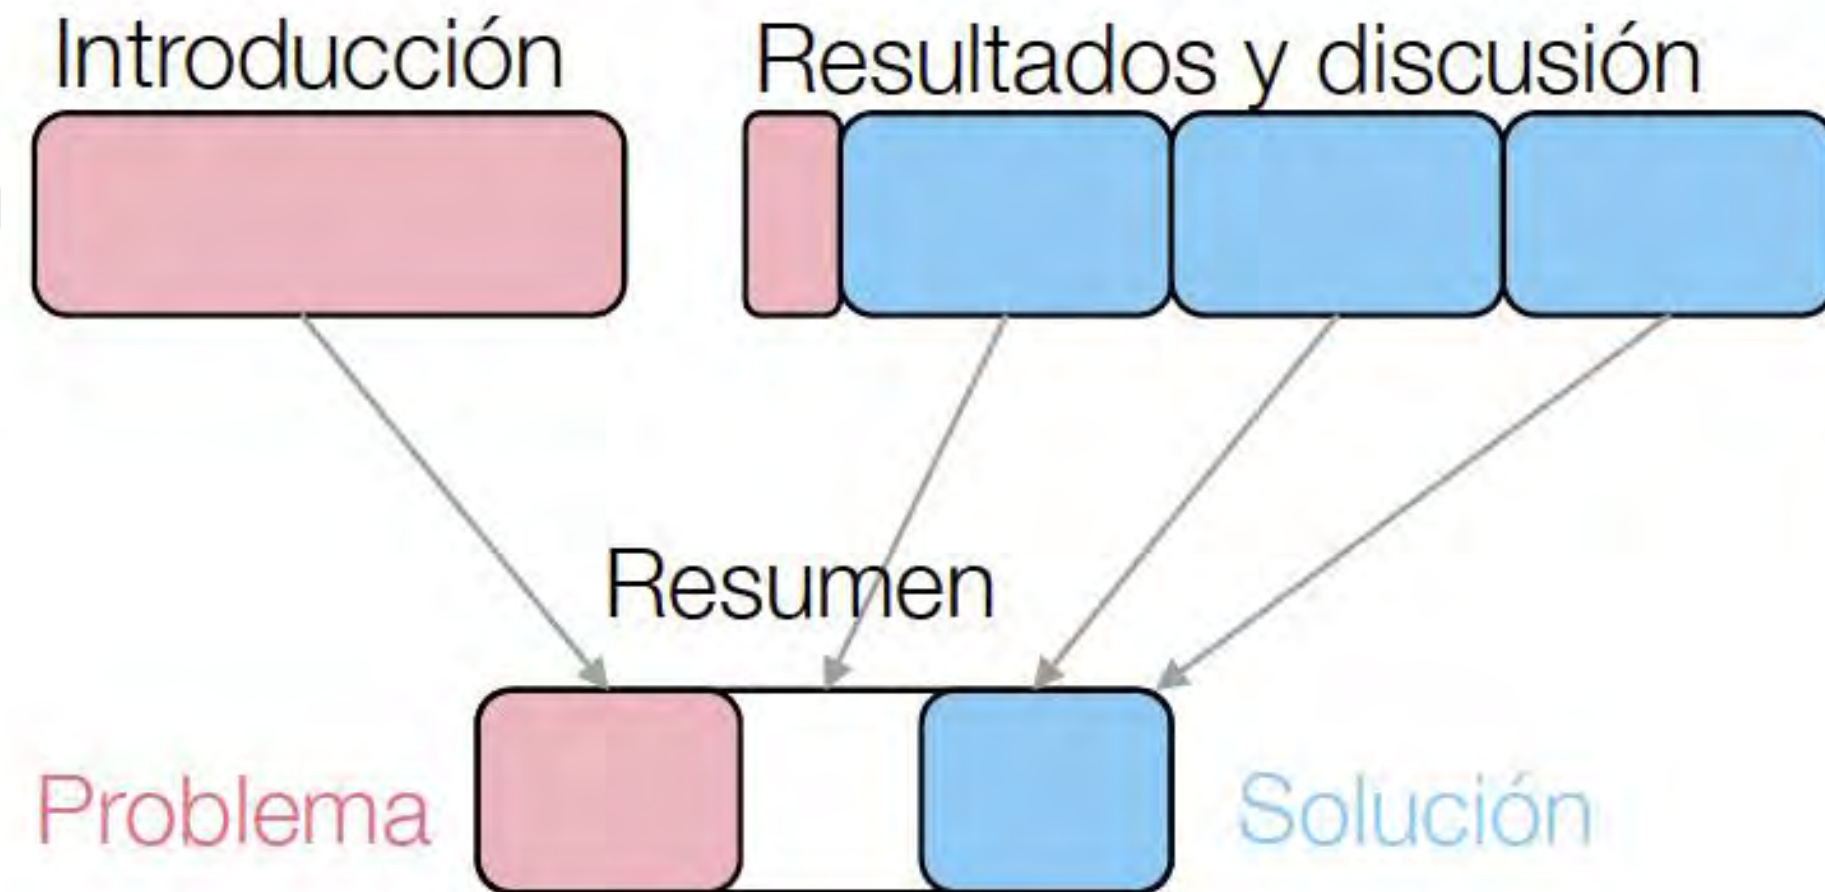 Introducción
Resultados y discusión
Resumen
Problema
Solución